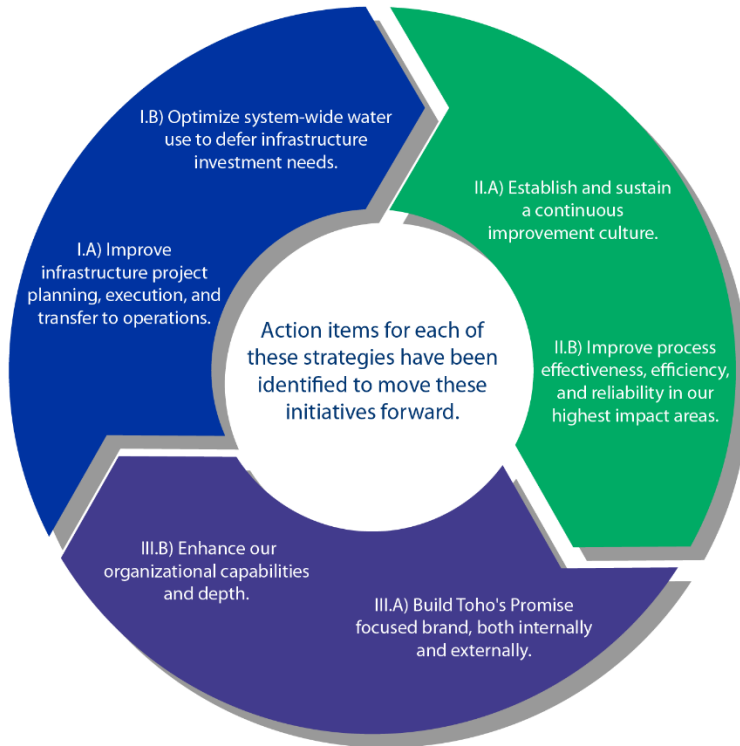 I.B) Optimize system-wide water
use to defer infrastructure
investment needs.
I.A) Improve
infrastructure project
planning, execution, and
transfer to operations.
II.A) Establish and sustain
a continuous
improvement culture.
II.B) Improve process
effectiveness, efficiency,
and reliability in our
highest impact areas.
Action items for each of
these strategies have been
identified to move these
initiatives forward.
III.B) Enhance our
organizational capabilities
and depth.
III.A) Build Toho's Promise
focused brand, both internally
and externally.